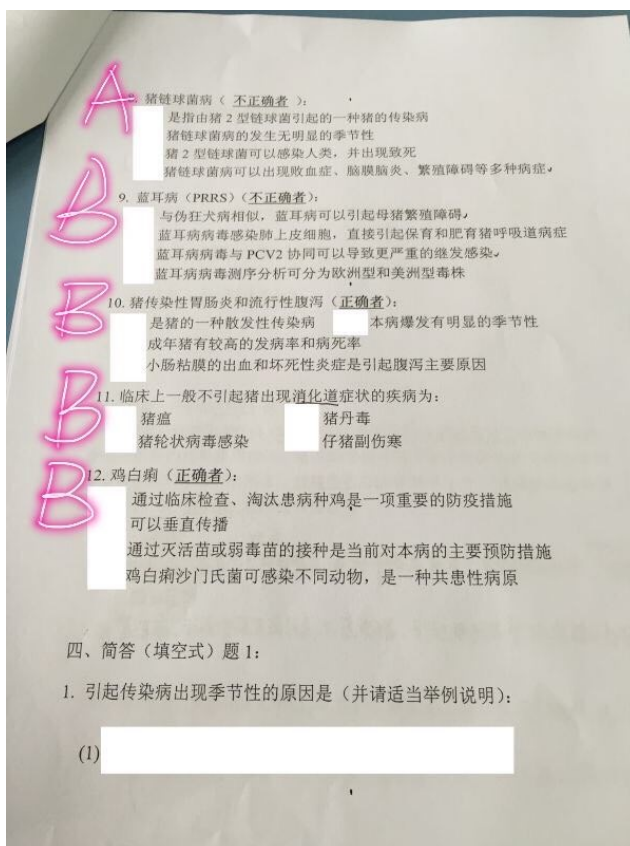 A
8. 猪链球菌病（ 不正确者 ）：
是指由猪 2 型链球菌引起的一种猪的传染病
猪链球菌病的发生无明显的季节性
猪 2 型链球菌可以感染人类，并出现致死
猪链球菌病可以出现败血症、脑膜脑炎、繁殖障碍等多种病症。
B
9. 蓝耳病（PRRS）（不正确者）：
与伪狂犬病相似，蓝耳病可以引起母猪繁殖障碍。
蓝耳病病毒感染肺上皮细胞，直接引起保育和肥育猪呼吸道病症
蓝耳病病毒与 PCV2 协同可以导致更严重的继发感染。
蓝耳病病毒测序分析可分为欧洲型和美洲型毒株
B
10. 猪传染性胃肠炎和流行性腹泻（正确者）：
是猪的一种散发性传染病 本病爆发有明显的季节性
成年猪有较高的发病率和病死率
小肠粘膜的出血和坏死性炎症是引起腹泻主要原因
B
11. 临床上一般不引起猪出现消化道症状的疾病为：
猪瘟 猪丹毒
猪轮状病毒感染 仔猪副伤寒
B
12. 鸡白痢（正确者）：
通过临床检查、淘汰患病种鸡是一项重要的防疫措施
可以垂直传播
通过灭活苗或弱毒苗的接种是当前对本病的主要预防措施
鸡白痢沙门氏菌可感染不同动物，是一种共患性病原
四、简答（填空式）题 1：
1. 引起传染病出现季节性的原因是（并请适当举例说明）：
(1)